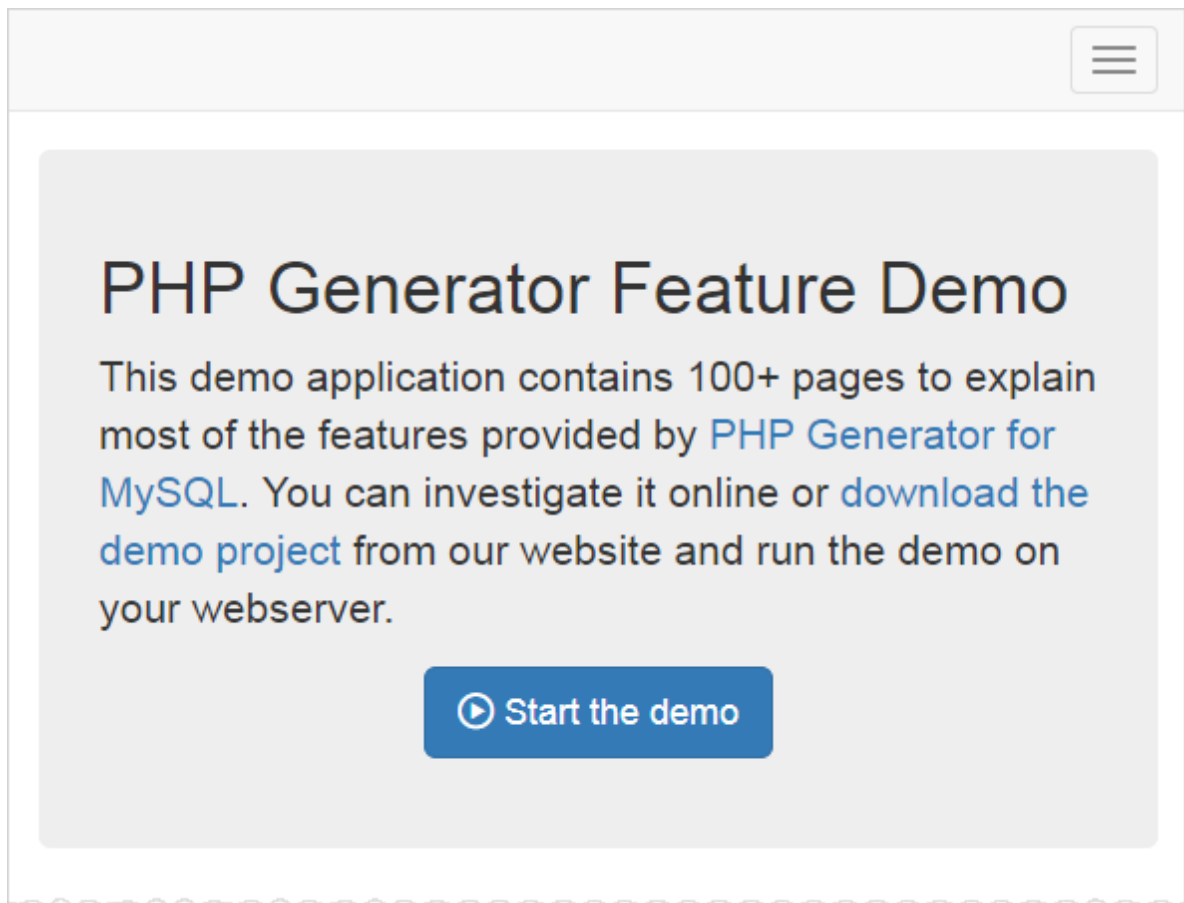 PHP Generator Feature Demo
This demo application contains 100+ pages to explain
most of the features provided by PHP Generator for
MySQL. You can investigate it online or download the
demo project from our website and run the demo on
your webserver.
Start the demo